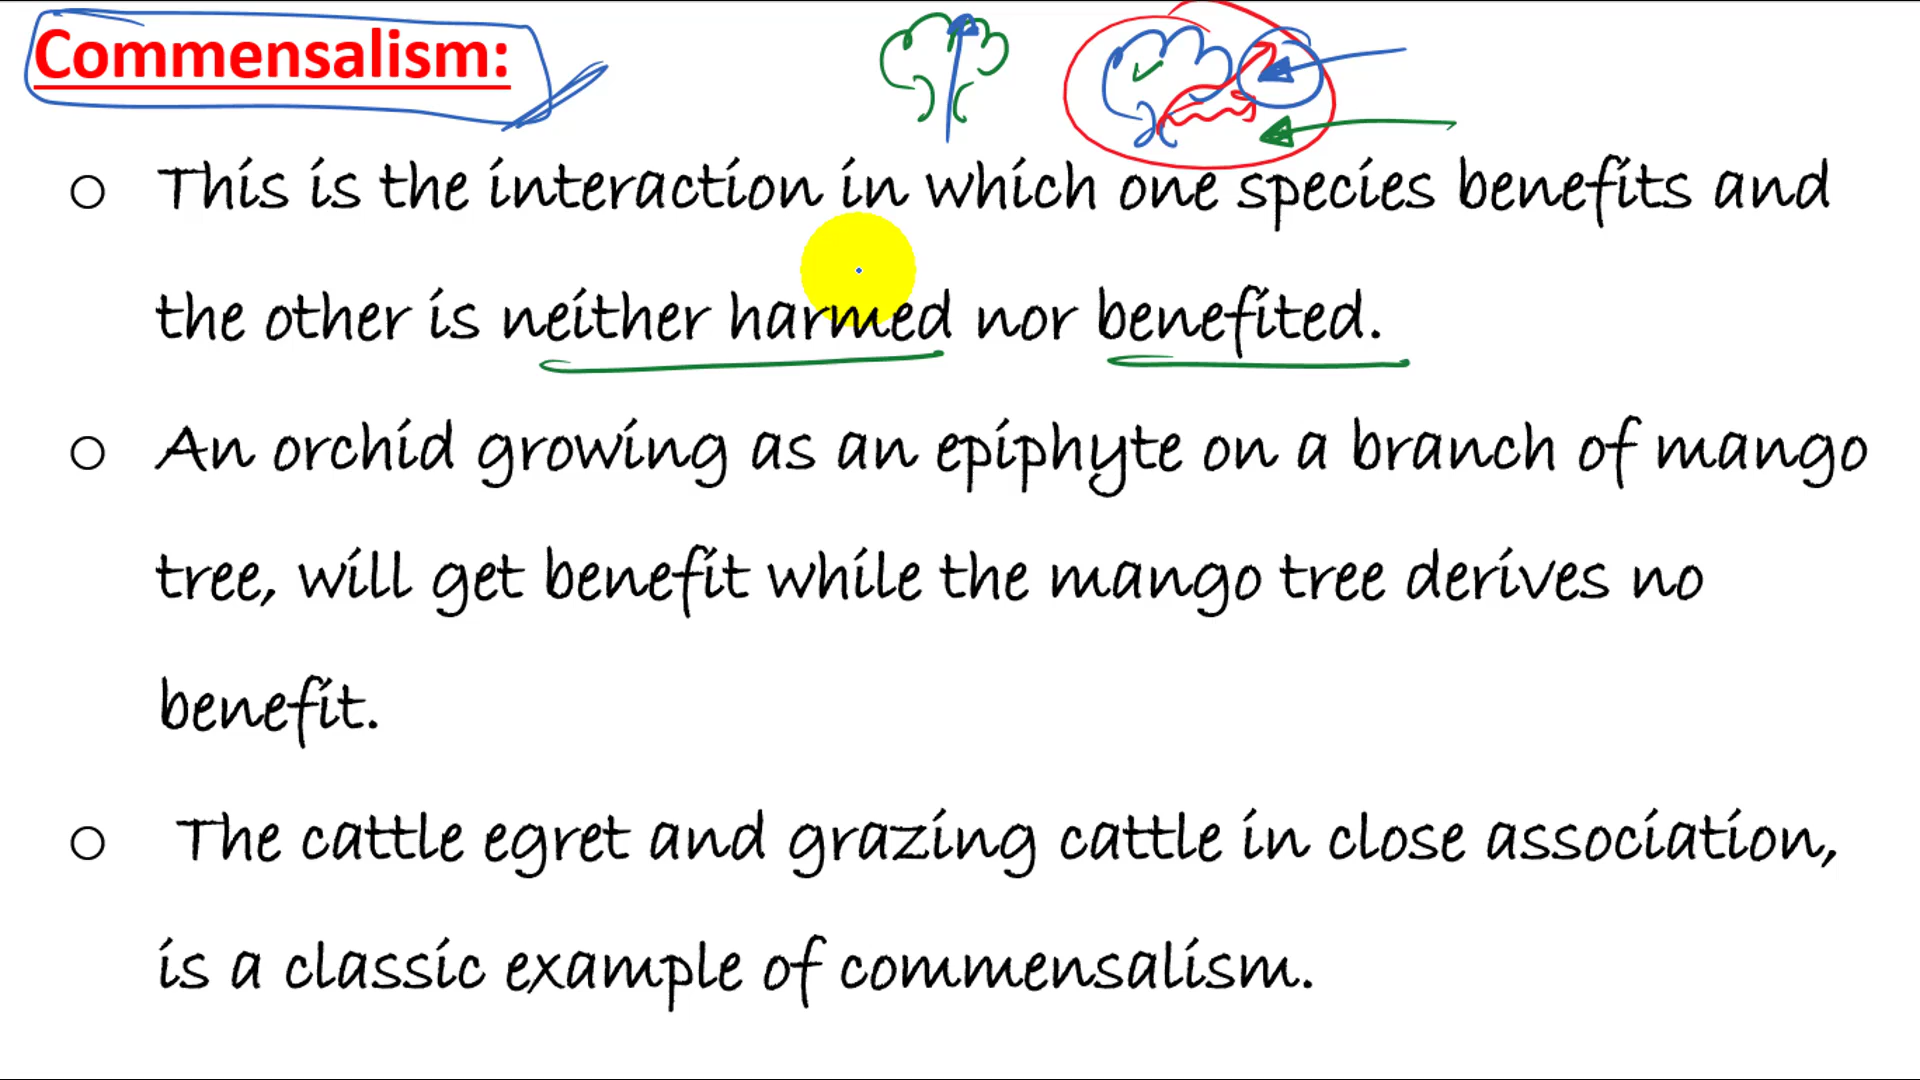 Commensalism:
○ This is the interaction in which one species benefits and
the other is neither harmed nor benefited.
○ An orchid growing as an epiphyte on a branch of mango
tree, will get benefit while the mango tree derives no
benefit.
○ The cattle egret and grazing cattle in close association,
is a classic example of commensalism.